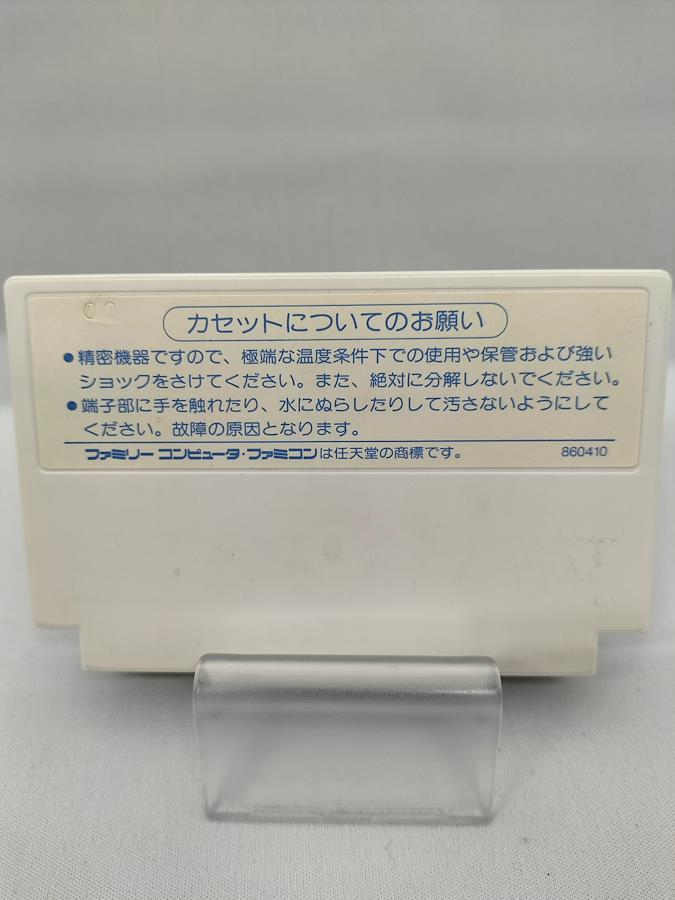 カセットについてのお願い
●精密機器ですので、極端な温度条件下での使用や保管および強い
ショックをさけてください。また、絶対に分解しないでください。
●端子部に手を触れたり、水にぬらしたりして汚さないようにして
ください。故障の原因となります。
ファミリー コンピュータ・ファミコンは任天堂の商標です。 860410